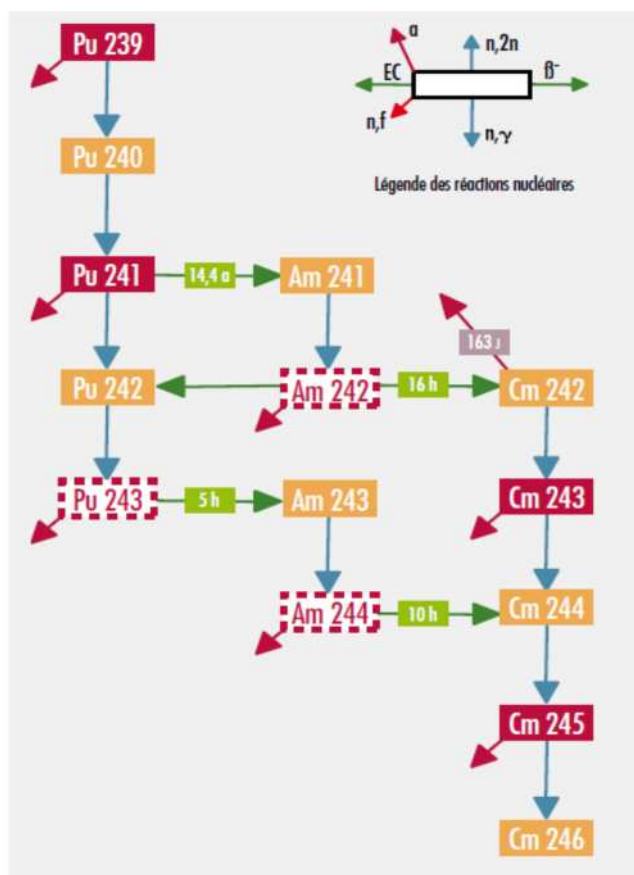 Pu 239
α
n,2n
EC
β⁻
n,f
n,γ
Légende des réactions nucléaires
Pu 240
Pu 241
14,4 a
Am 241
163 J
Pu 242
Am 242
16 h
Cm 242
Pu 243
5 h
Am 243
Cm 243
Am 244
10 h
Cm 244
Cm 245
Cm 246